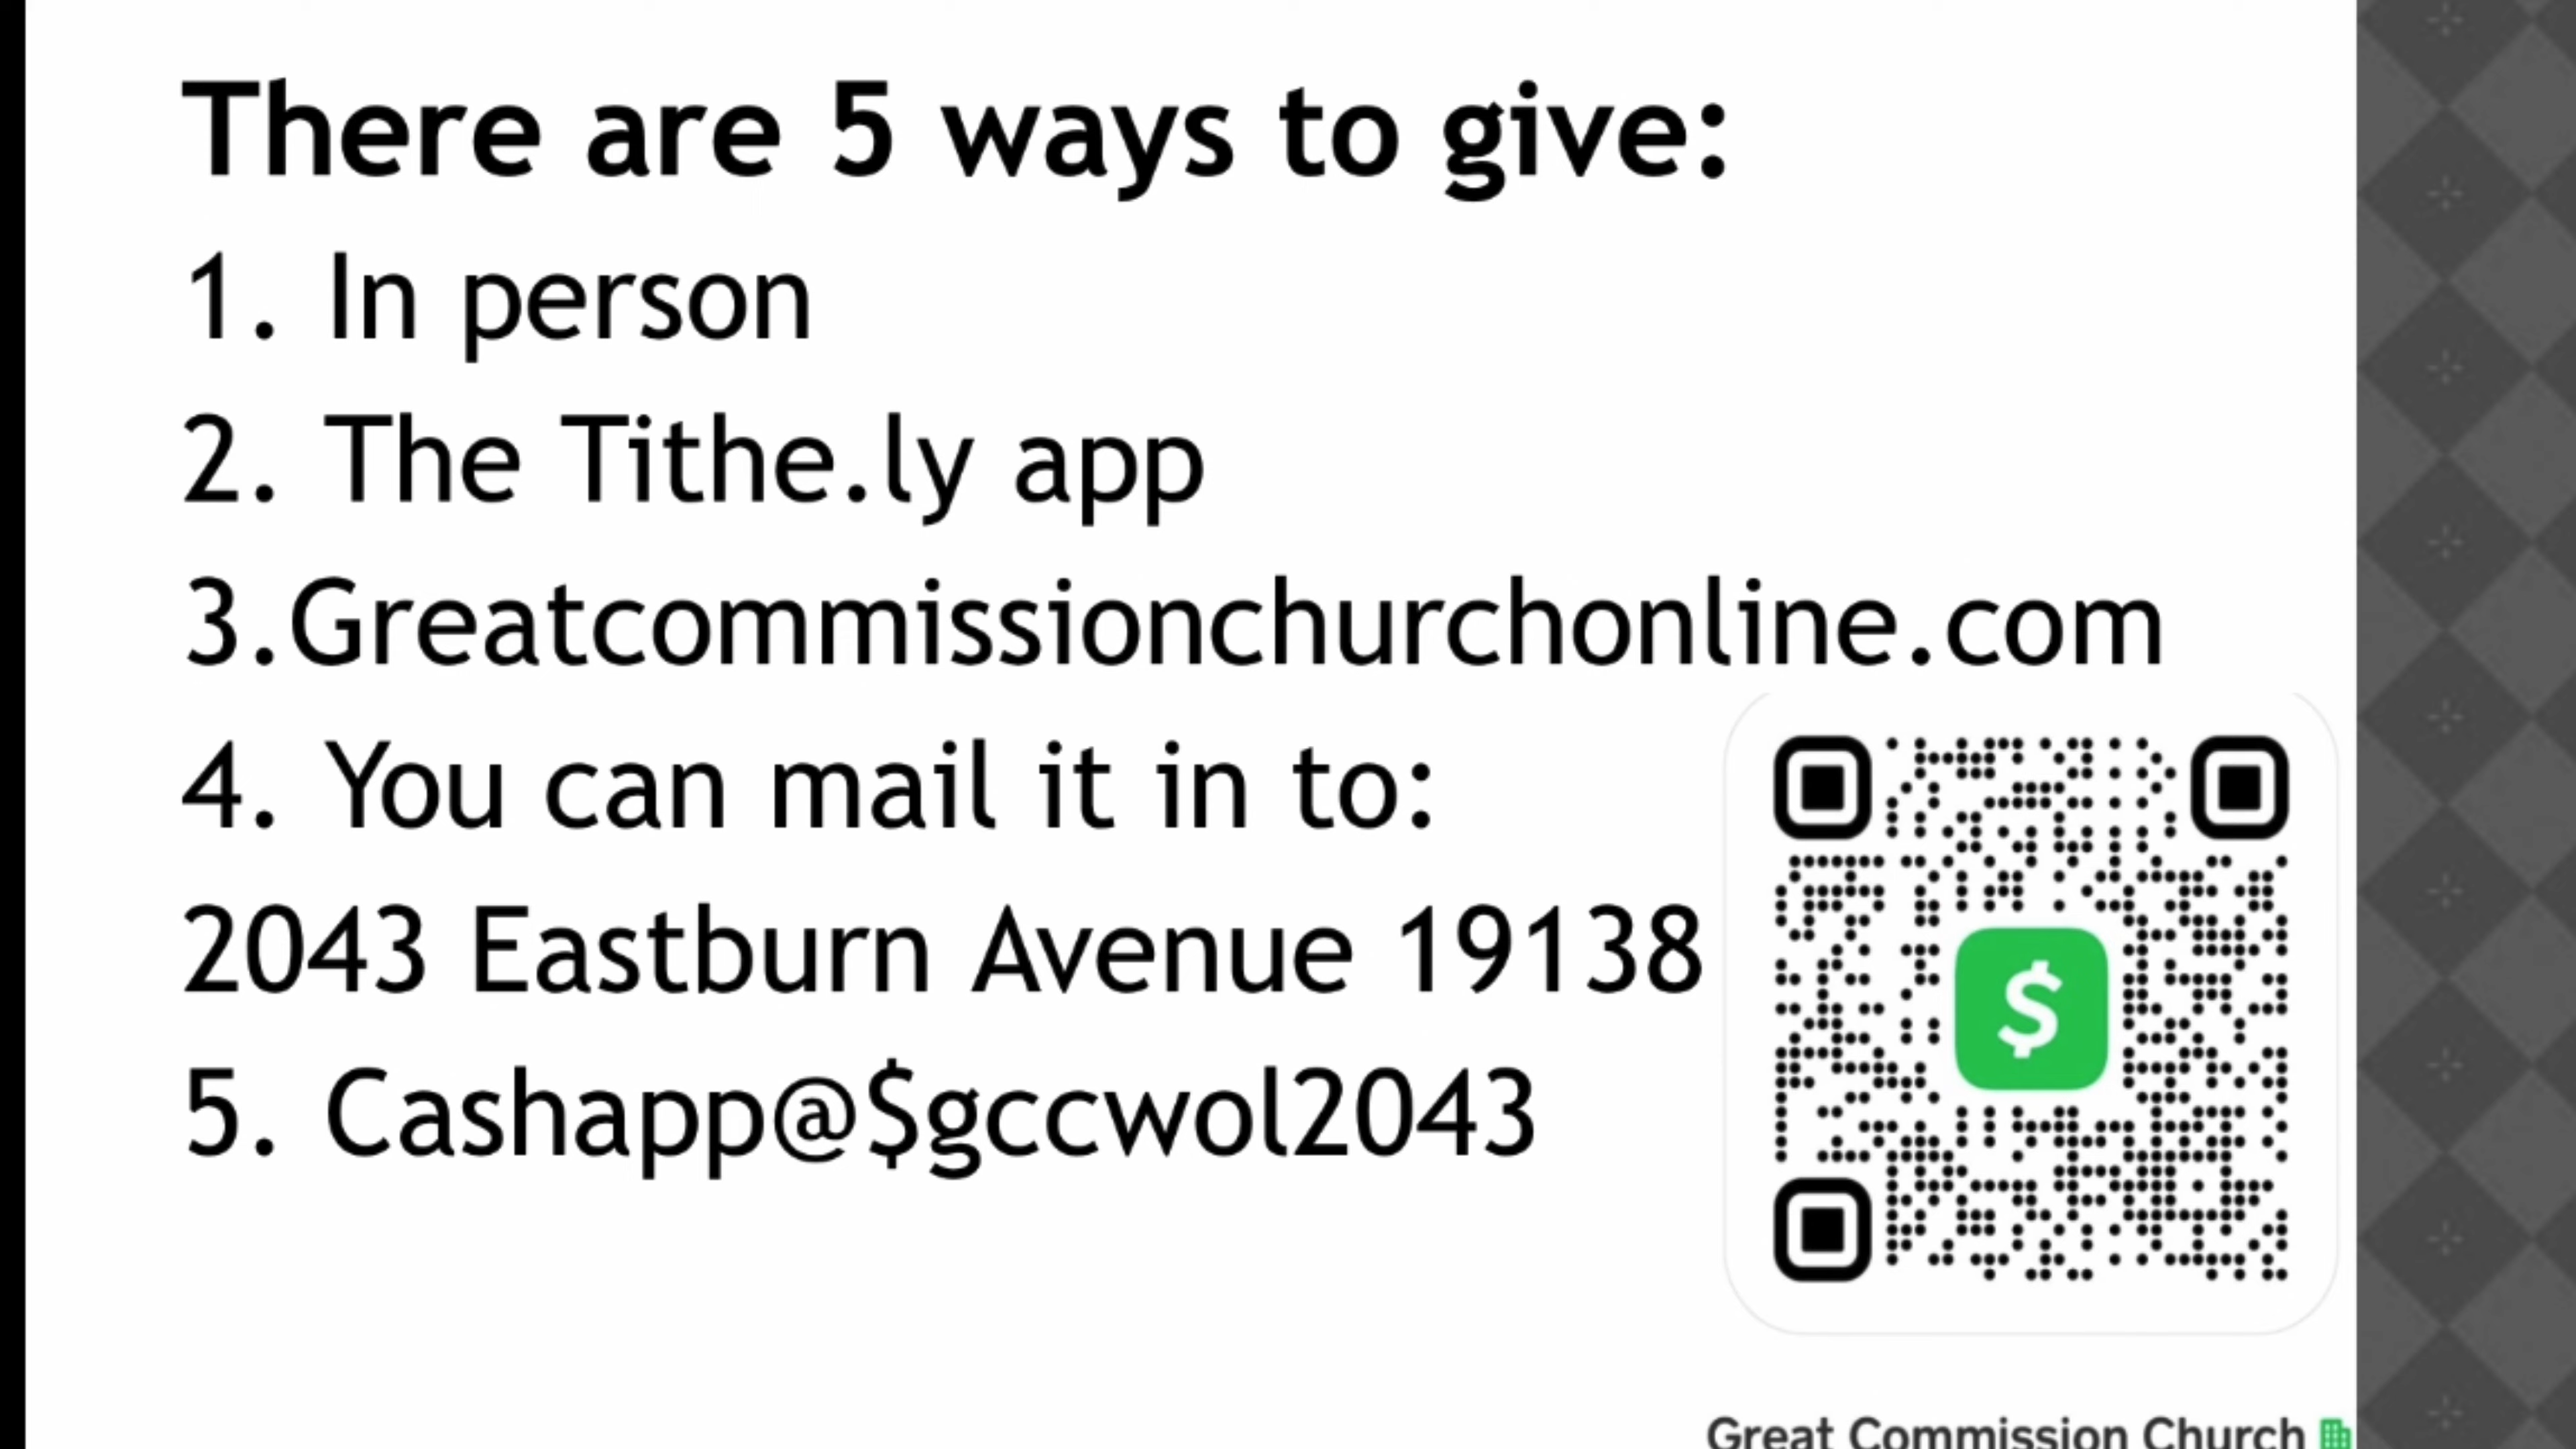 There are 5 ways to give:
1. In person
2. The Tithe.ly app
3.Greatcommissionchurchonline.com
4. You can mail it in to:
2043 Eastburn Avenue 19138
5. Cashapp@$gccwol2043
$
Great Commission Church